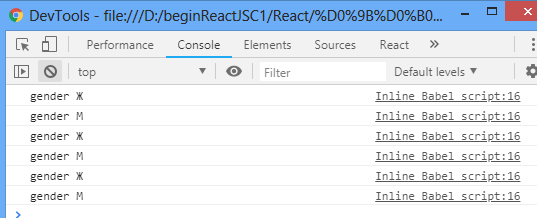 DevTools - file:///D:/beginReactJSC1/React/%D0%9B%D0%B0...
Performance Console Elements Sources React »
top Filter Default levels
gender Ж Inline Babel script:16
gender М Inline Babel script:16
gender Ж Inline Babel script:16
gender М Inline Babel script:16
gender Ж Inline Babel script:16
gender М Inline Babel script:16